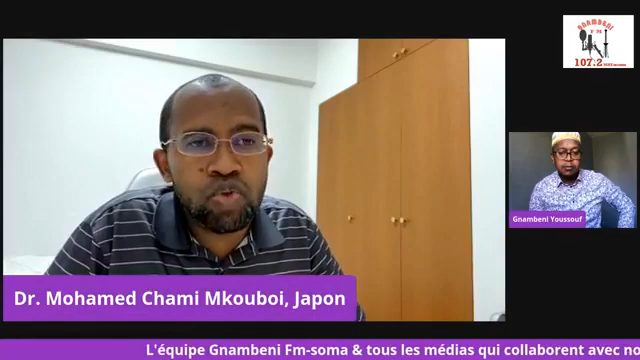 GNAMBENI
FM
107.2
Gnambeni Youssouf
Dr. Mohamed Chami Mkouboi, Japon
L'équipe Gnambeni Fm-soma & tous les médias qui collaborent avec no